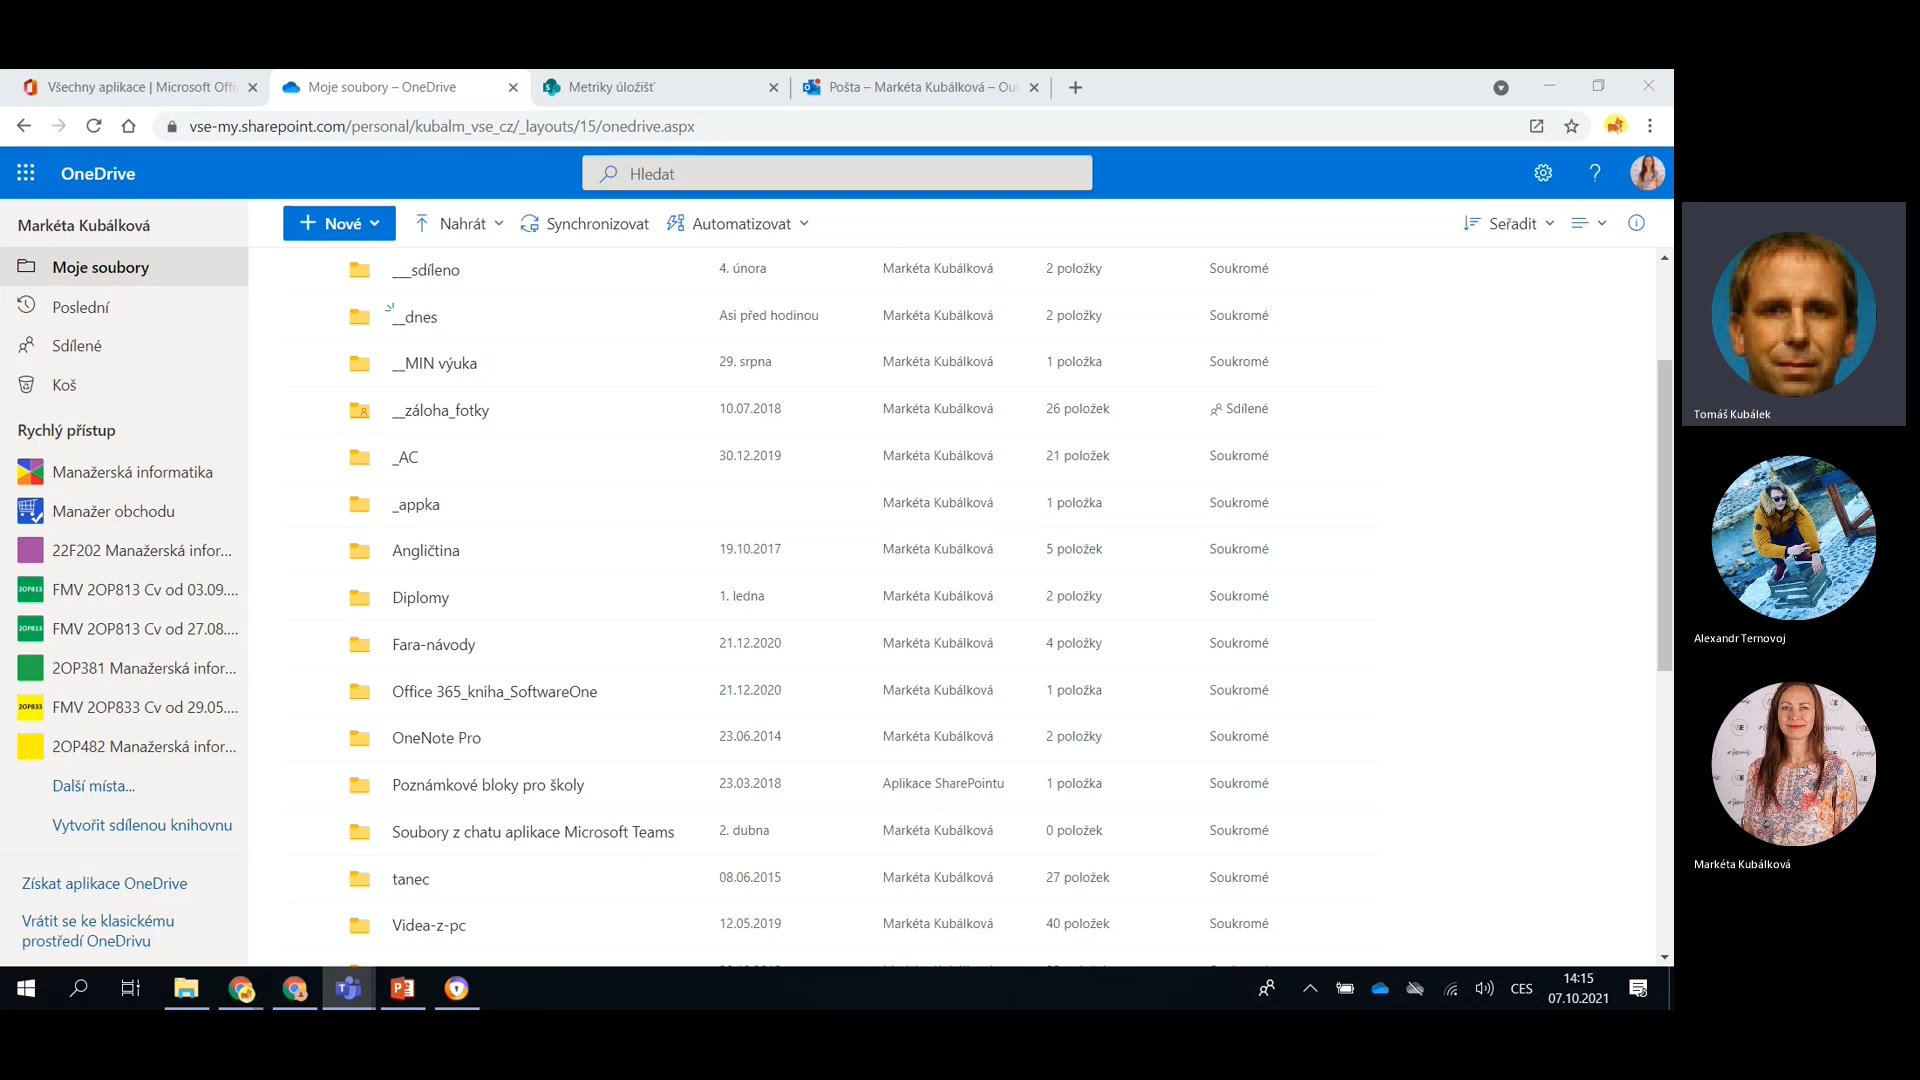 Všechny aplikace | Microsoft Offi
Moje soubory – OneDrive
Metriky úložišť
Pošta – Markéta Kubálková – Out
vse-my.sharepoint.com/personal/kubalm_vse_cz/_layouts/15/onedrive.aspx
OneDrive
Hledat
Markéta Kubálková
Nové
Nahrát
Synchronizovat
Automatizovat
Seřadit
Moje soubory
Poslední
Sdílené
Koš
Rychlý přístup
Manažerská informatika
Manažer obchodu
22F202 Manažerská infor...
2OP813 FMV 2OP813 Cv od 03.09....
2OP813 FMV 2OP813 Cv od 27.08....
2OP381 Manažerská infor...
2OP833 FMV 2OP833 Cv od 29.05....
2OP482 Manažerská infor...
Další místa...
Vytvořit sdílenou knihovnu
Získat aplikace OneDrive
Vrátit se ke klasickému
prostředí OneDrivu
___sdíleno 4. února Markéta Kubálková 2 položky Soukromé
__dnes Asi před hodinou Markéta Kubálková 2 položky Soukromé
__MIN výuka 29. srpna Markéta Kubálková 1 položka Soukromé
__záloha_fotky 10.07.2018 Markéta Kubálková 26 položek Sdílené
_AC 30.12.2019 Markéta Kubálková 21 položek Soukromé
_appka Markéta Kubálková 1 položka Soukromé
Angličtina 19.10.2017 Markéta Kubálková 5 položek Soukromé
Diplomy 1. ledna Markéta Kubálková 2 položky Soukromé
Fara-návody 21.12.2020 Markéta Kubálková 4 položky Soukromé
Office 365_kniha_SoftwareOne 21.12.2020 Markéta Kubálková 1 položka Soukromé
OneNote Pro 23.06.2014 Markéta Kubálková 2 položky Soukromé
Poznámkové bloky pro školy 23.03.2018 Aplikace SharePointu 1 položka Soukromé
Soubory z chatu aplikace Microsoft Teams 2. dubna Markéta Kubálková 0 položek Soukromé
tanec 08.06.2015 Markéta Kubálková 27 položek Soukromé
Videa-z-pc 12.05.2019 Markéta Kubálková 40 položek Soukromé
CES
14:15
07.10.2021
Tomáš Kubálek
Alexandr Ternovoj
Markéta Kubálková